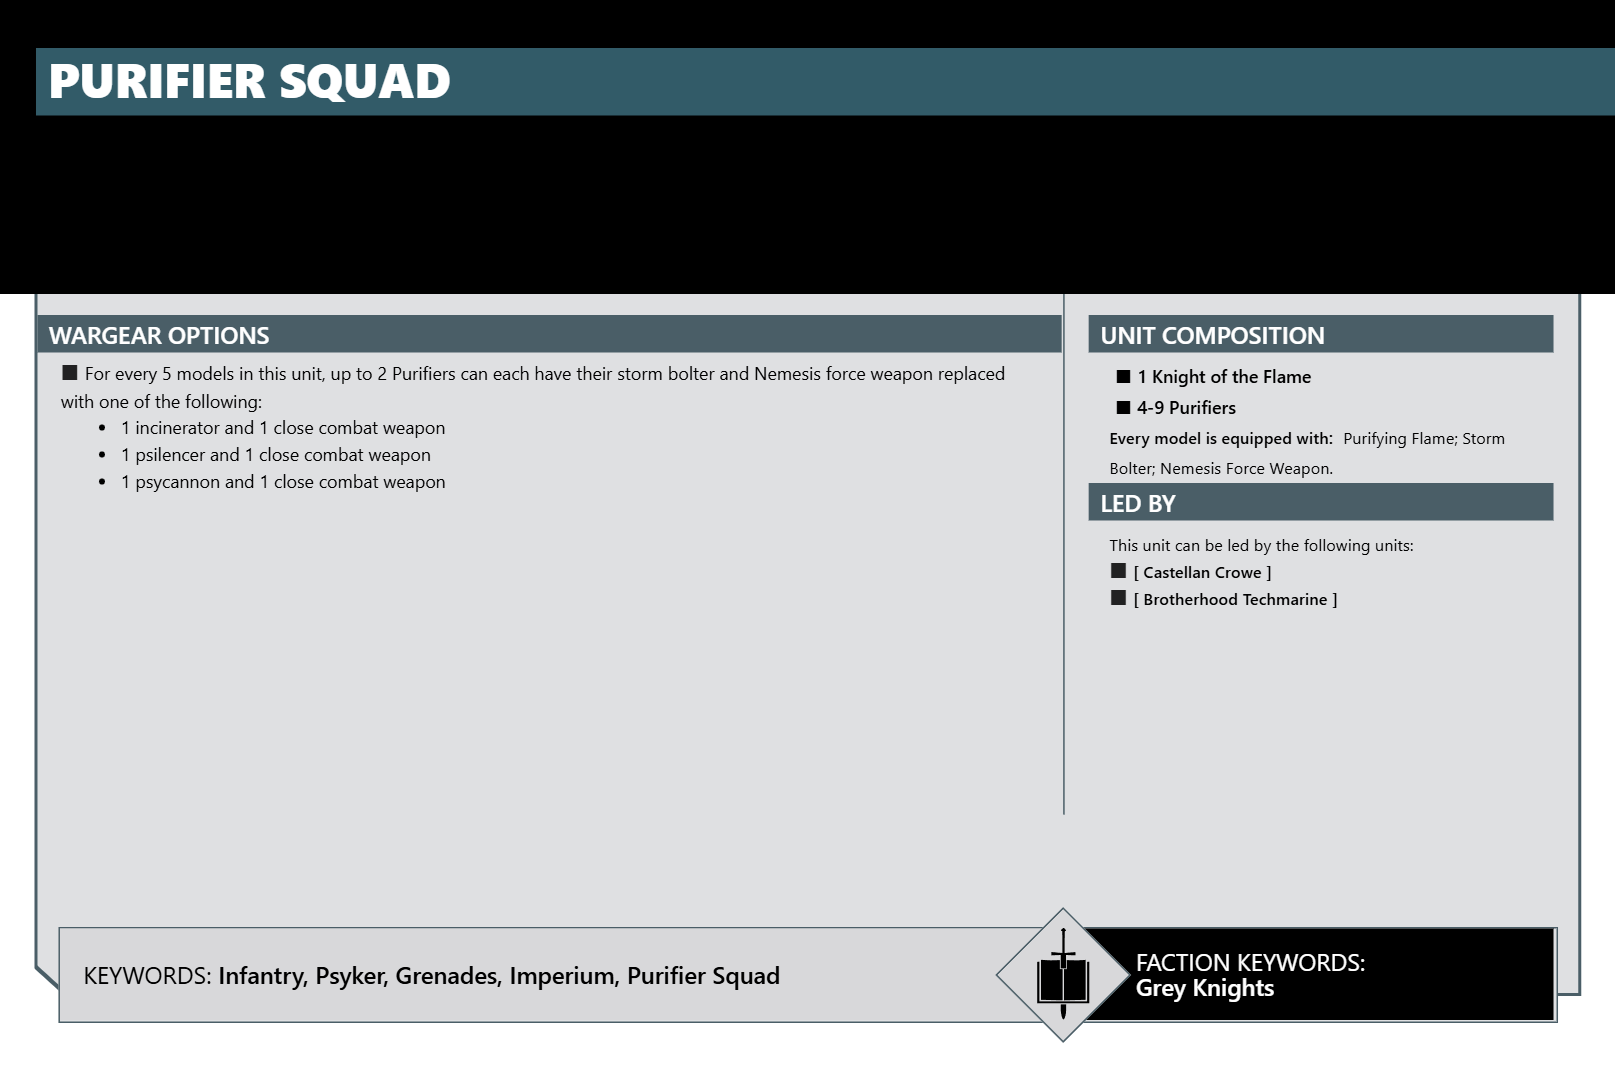 PURIFIER SQUAD
WARGEAR OPTIONS
■ For every 5 models in this unit, up to 2 Purifiers can each have their storm bolter and Nemesis force weapon replaced
with one of the following:
• 1 incinerator and 1 close combat weapon
• 1 psilencer and 1 close combat weapon
• 1 psycannon and 1 close combat weapon
UNIT COMPOSITION
■ 1 Knight of the Flame
■ 4-9 Purifiers
Every model is equipped with: Purifying Flame; Storm
Bolter; Nemesis Force Weapon.
LED BY
This unit can be led by the following units:
■ [ Castellan Crowe ]
■ [ Brotherhood Techmarine ]
KEYWORDS: Infantry, Psyker, Grenades, Imperium, Purifier Squad
FACTION KEYWORDS:
Grey Knights